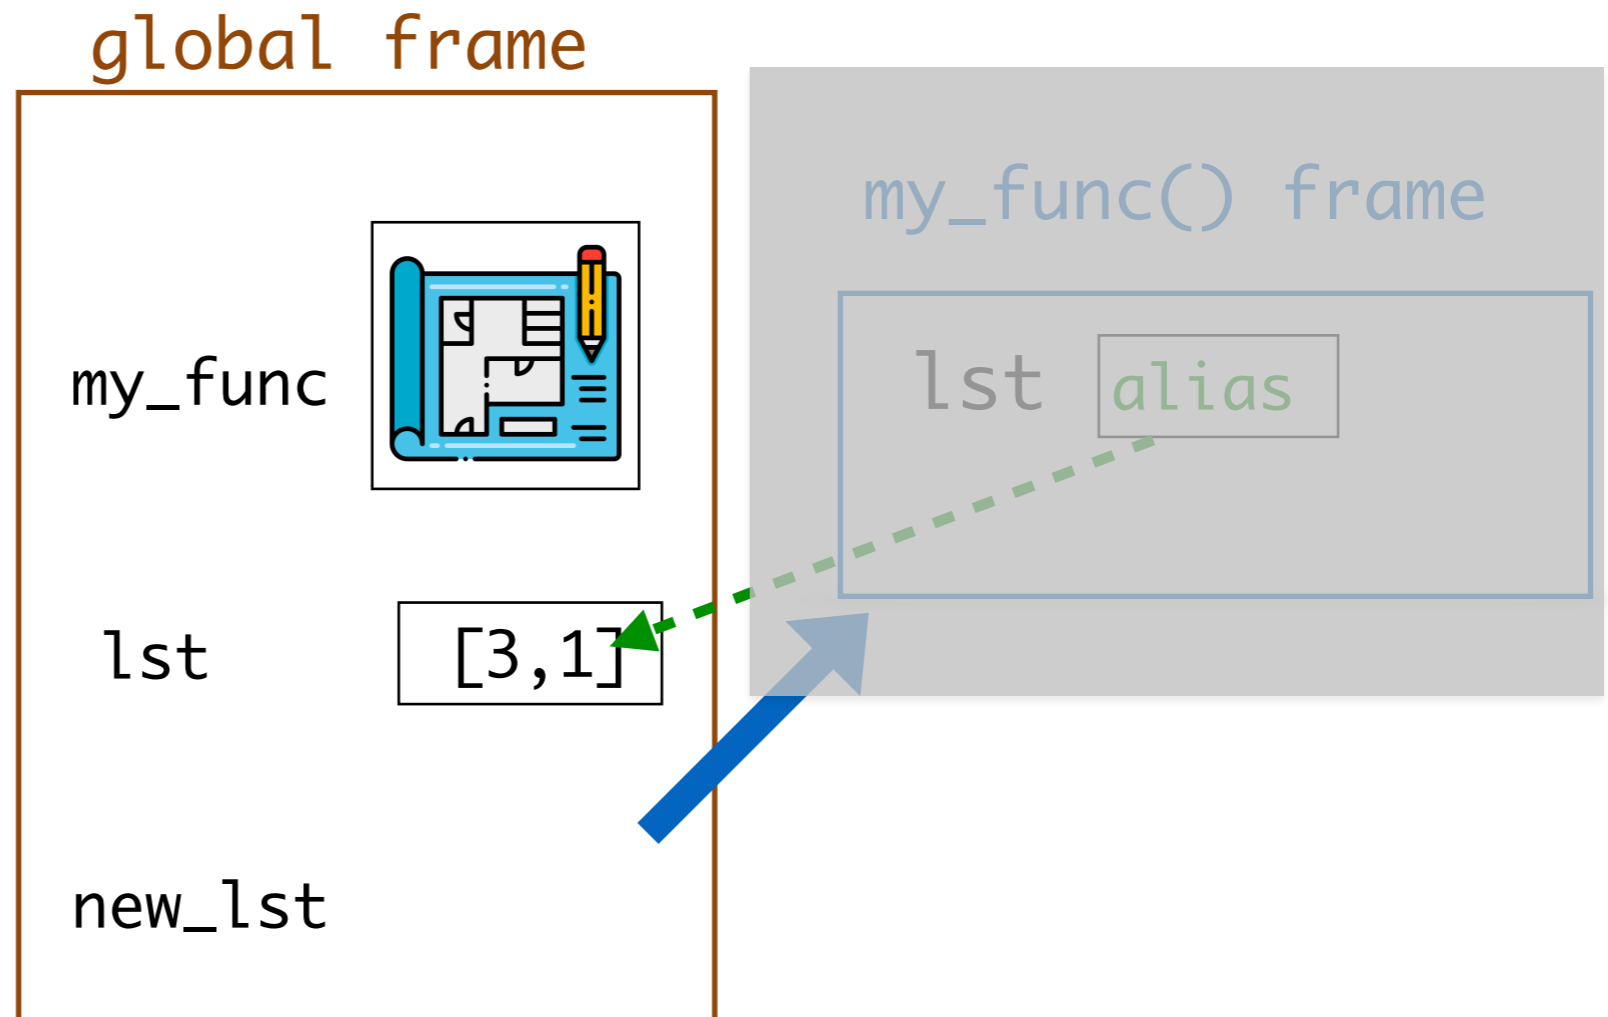 global frame
my_func() frame
my_func
lst alias
lst [3,1]
new_lst